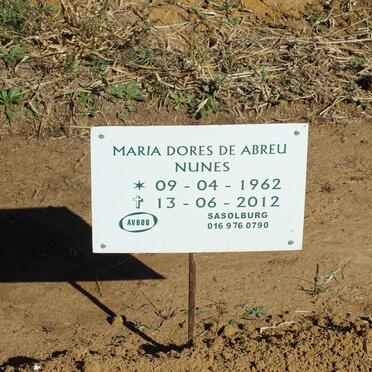 MARIA DORES DE ABREU
NUNES
* 09 - 04 - 1962
✝ 13 - 06 - 2012
AVBOB
SASOLBURG
016 976 0790